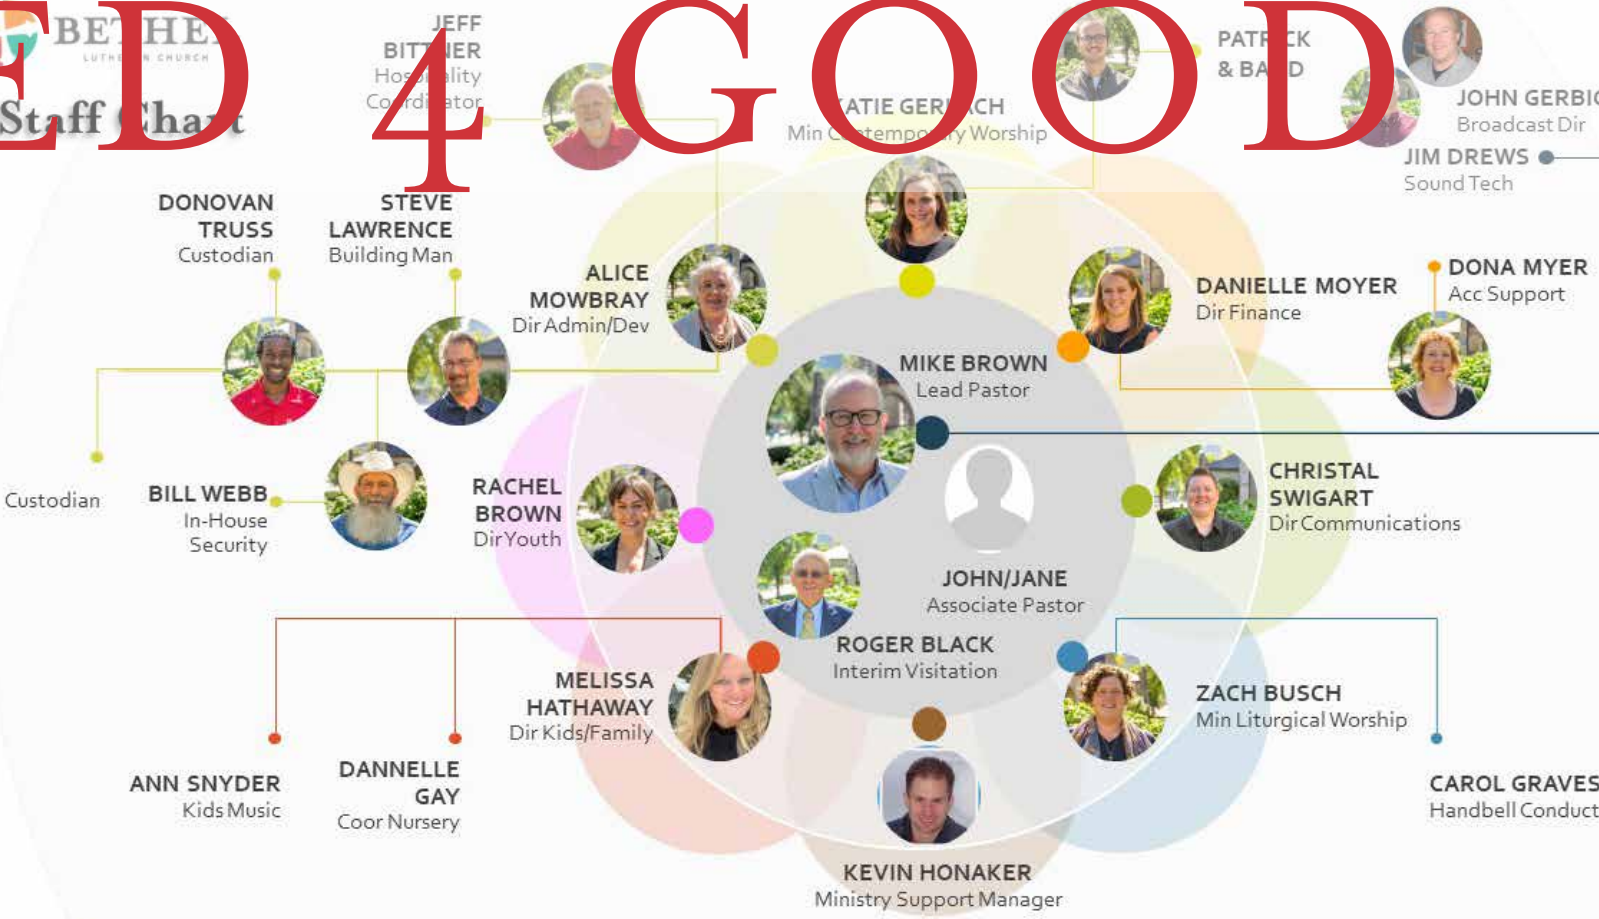 ED 4 GOOD
BETHEL
LUTHERAN CHURCH
Staff Chart
JEFF
BITTNER
Hospitality
Coordinator
KATIE GERLACH
Min Contemporary Worship
PATRICK
& BAND
JOHN GERBIG
Broadcast Dir
JIM DREWS
Sound Tech
DONOVAN
TRUSS
Custodian
STEVE
LAWRENCE
Building Man
ALICE
MOWBRAY
Dir Admin/Dev
DANIELLE MOYER
Dir Finance
DONA MYER
Acc Support
MIKE BROWN
Lead Pastor
Custodian
BILL WEBB
In-House
Security
RACHEL
BROWN
Dir Youth
CHRISTAL
SWIGART
Dir Communications
JOHN/JANE
Associate Pastor
ROGER BLACK
Interim Visitation
MELISSA
HATHAWAY
Dir Kids/Family
ZACH BUSCH
Min Liturgical Worship
ANN SNYDER
Kids Music
DANNELLE
GAY
Coor Nursery
CAROL GRAVES
Handbell Conduct
KEVIN HONAKER
Ministry Support Manager